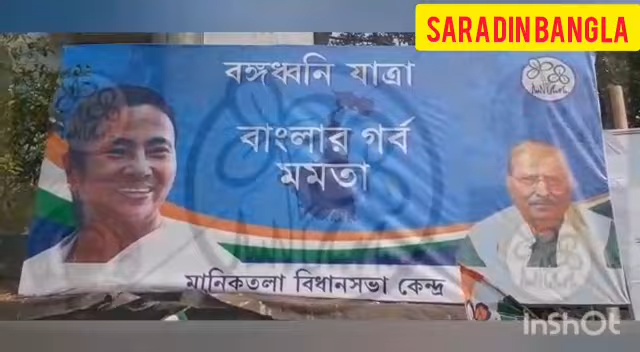 SARADIN BANGLA
বঙ্গধ্বনি যাত্রা
বাংলার গর্ব
মমতা
মানিকতলা বিধানসভা কেন্দ্র
InShOt